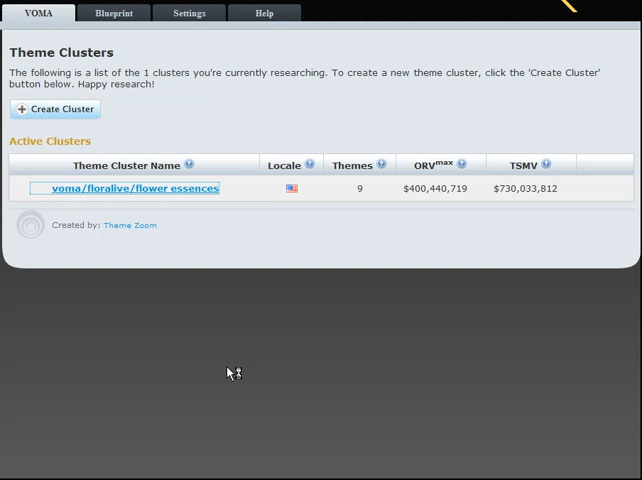 VOMA Blueprint Settings Help
Theme Clusters
The following is a list of the 1 clusters you're currently researching. To create a new theme cluster, click the 'Create Cluster'
button below. Happy research!
Create Cluster
Active Clusters
Theme Cluster Name Locale Themes ORVmax TSMV
voma/floralive/flower essences 9 $400,440,719 $730,033,812
Created by: Theme Zoom